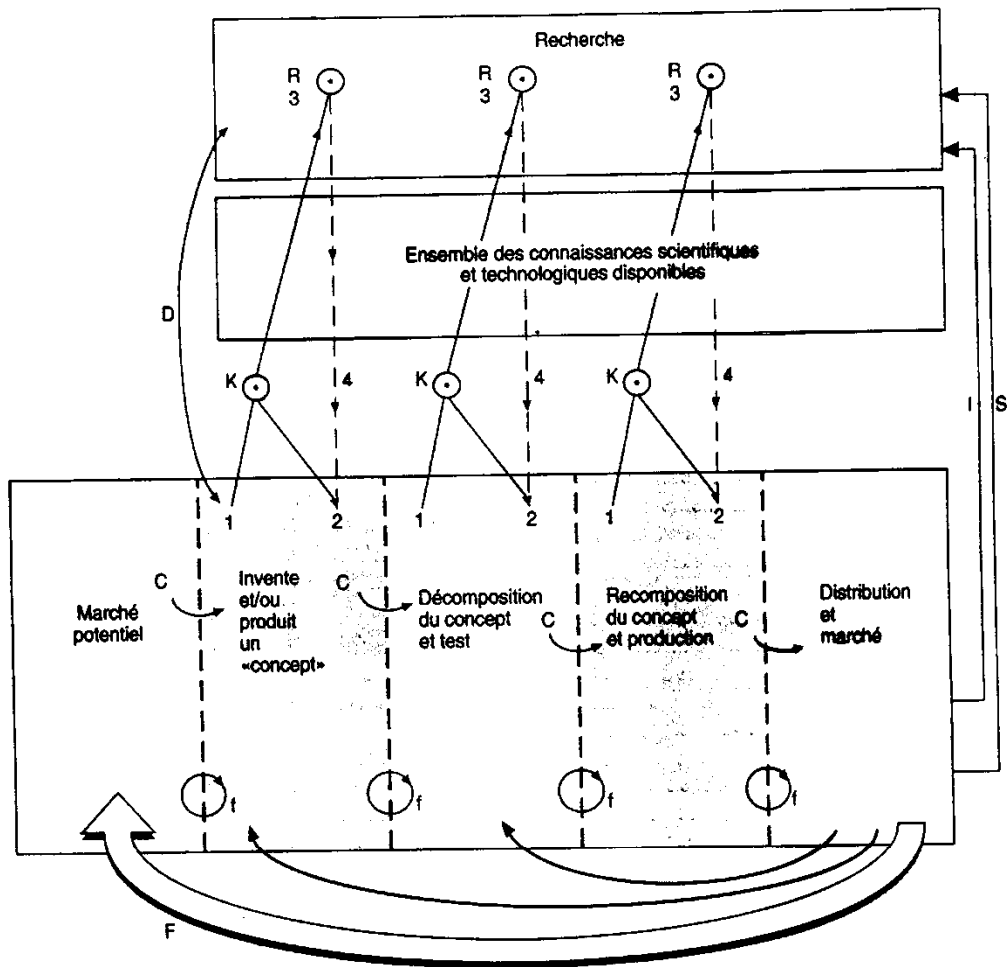 Recherche
R
3
R
3
R
3
Ensemble des connaissances scientifiques
et technologiques disponibles
D
K
4
K
4
K
4
I
S
1
2
1
2
1
2
C
C
C
C
Marché
potentiel
Invente
et/ou
produit
un
«concept»
Décomposition
du concept
et test
Recomposition
du concept
et production
Distribution
et
marché
f
f
f
f
F